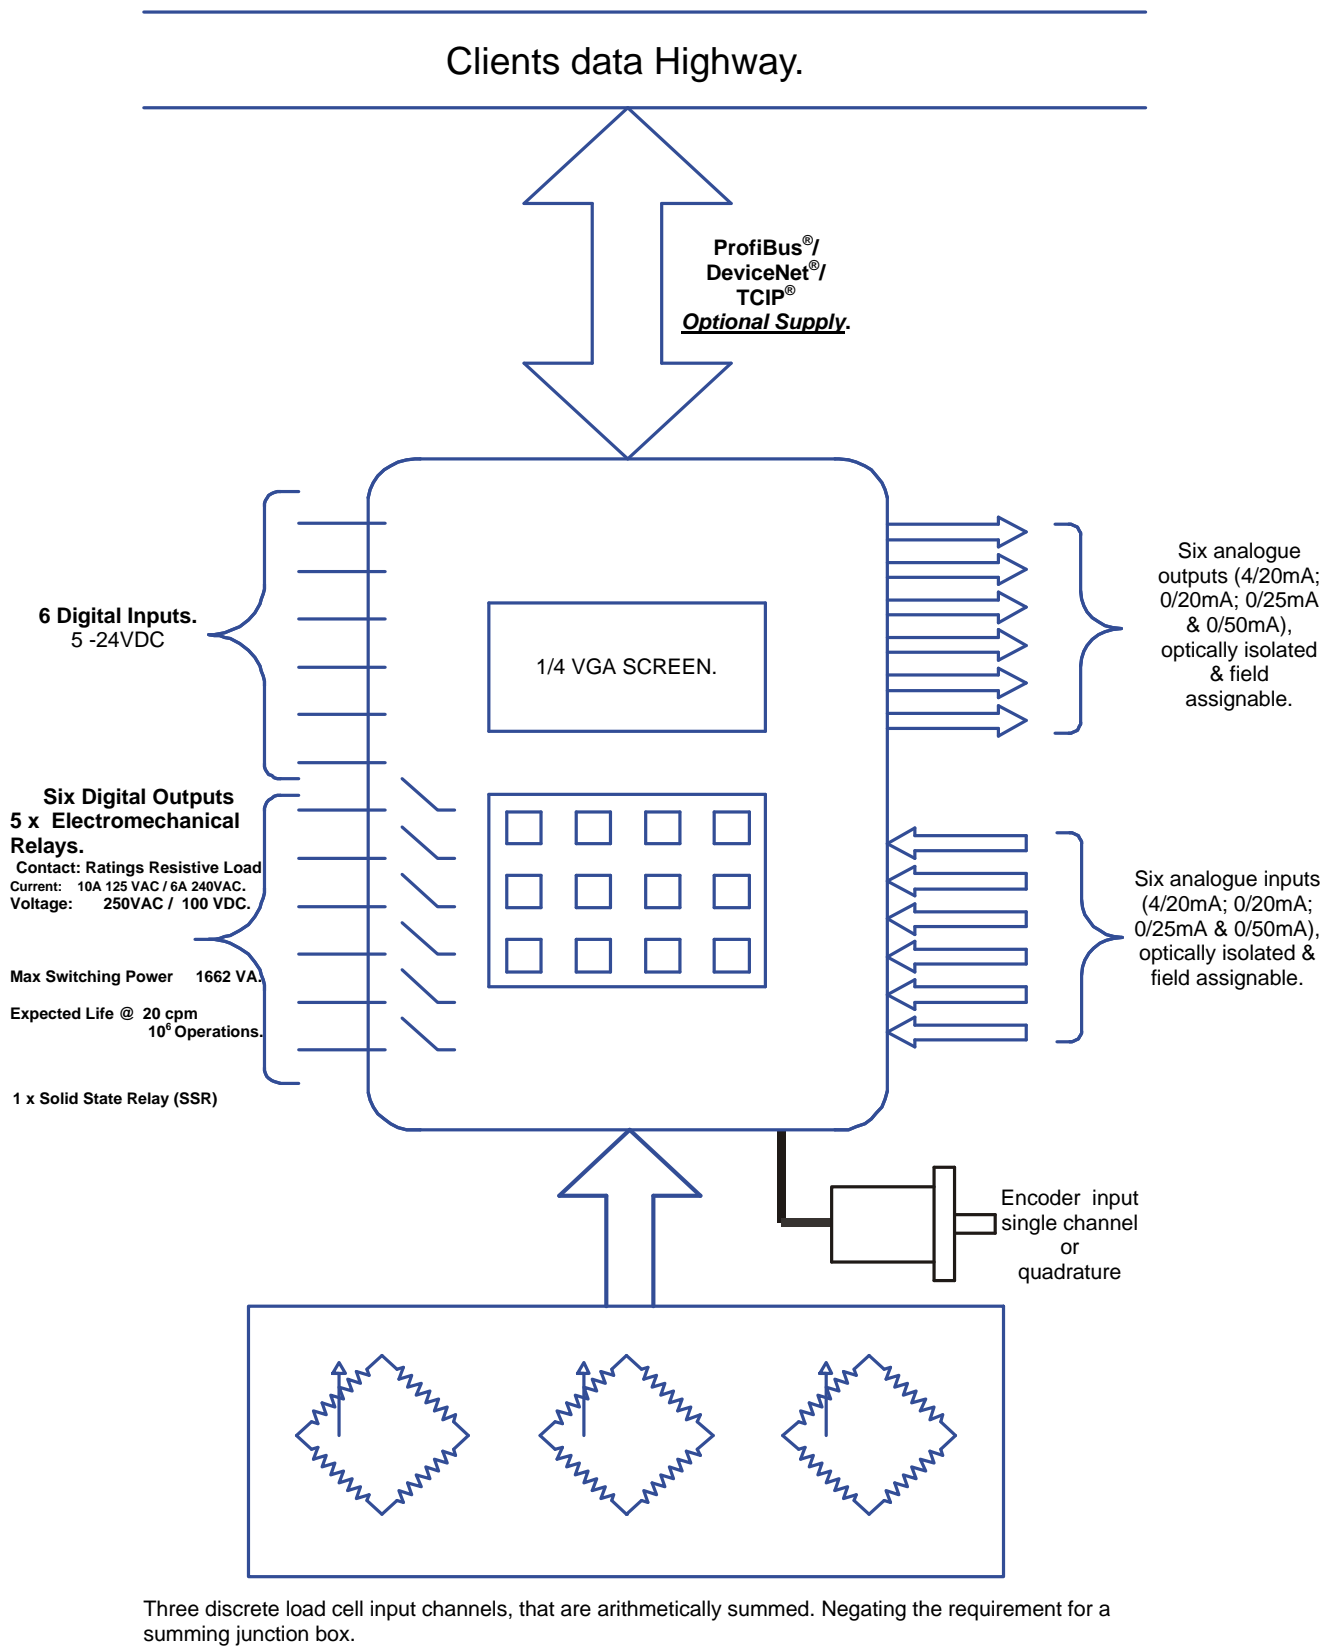 Clients data Highway.
ProfiBus®/
DeviceNet®/
TCIP®
Optional Supply.
6 Digital Inputs.
5 -24VDC
1/4 VGA SCREEN.
Six analogue
outputs (4/20mA;
0/20mA; 0/25mA
& 0/50mA),
optically isolated
& field
assignable.
Six Digital Outputs
5 x Electromechanical
Relays.
Contact: Ratings Resistive Load
Current: 10A 125 VAC / 6A 240VAC.
Voltage: 250VAC / 100 VDC.
Max Switching Power 1662 VA.
Expected Life @ 20 cpm
10⁶ Operations.
1 x Solid State Relay (SSR)
Six analogue inputs
(4/20mA; 0/20mA;
0/25mA & 0/50mA),
optically isolated &
field assignable.
Encoder input
single channel
or
quadrature
Three discrete load cell input channels, that are arithmetically summed. Negating the requirement for a
summing junction box.